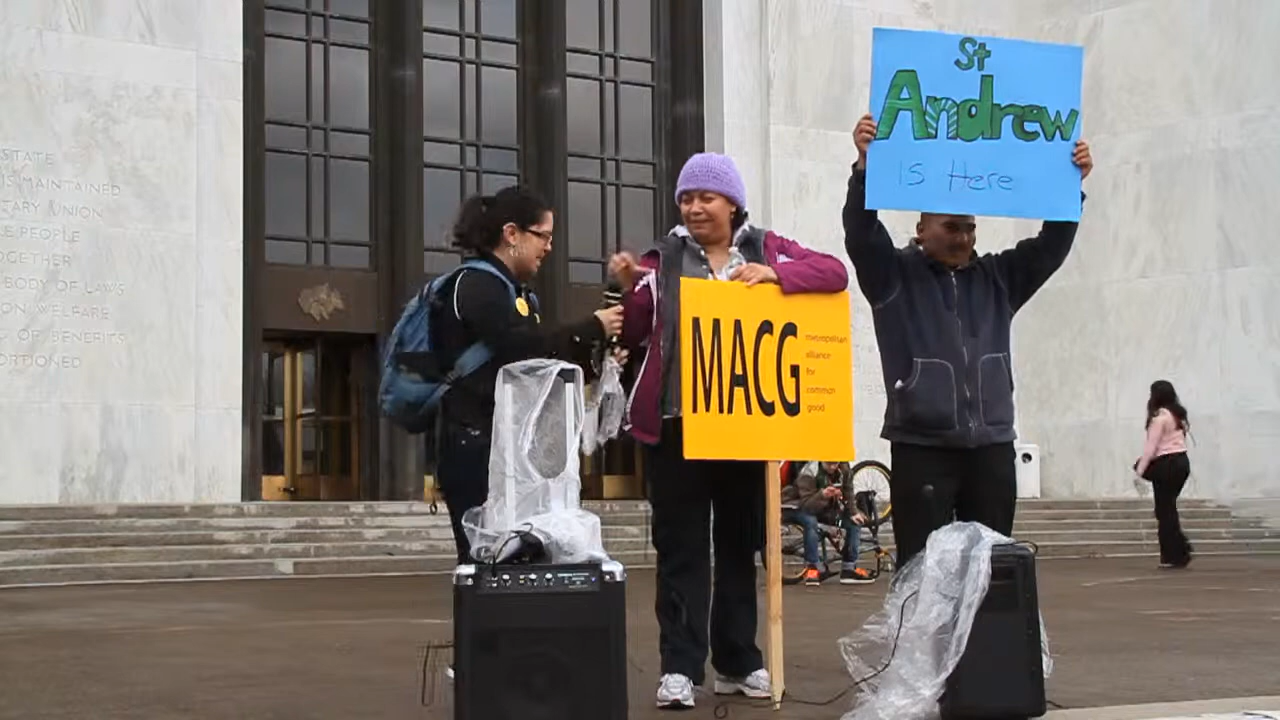 STATE
IS MAINTAINED
TARY UNION
E PEOPLE
OGETHER
BODY OF LAWS
ON WELFARE
G OF BENEFITS
ORTIONED
MACG
metropolitan
alliance
for
common
good
St
Andrew
is Here